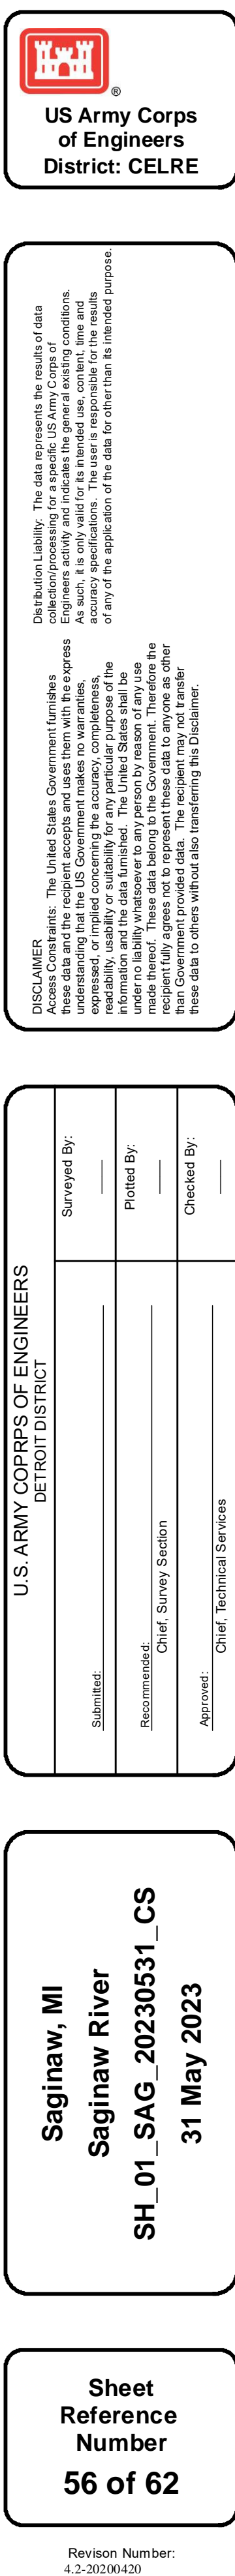 ®
US Army Corps
of Engineers
District: CELRE
DISCLAIMER
Access Constraints: The United States Government furnishes
these data and the recipient accepts and uses them with the express
understanding that the US Government makes no warranties,
expressed, or implied concerning the accuracy, completeness,
readability, usability or suitability for any particular purpose of the
information and the data furnished. The United States shall be
under no liability whatsoever to any person by reason of any use
made thereof. These data belong to the Government. Therefore the
recipient fully agrees not to represent these data to anyone as other
than Government provided data. The recipient may not transfer
these data to others without also transferring this Disclaimer.
Distribution Liability: The data represents the results of data
collection/processing for a specific US Army Corps of
Engineers activity and indicates the general existing conditions.
As such, it is only valid for its intended use, content, time and
accuracy specifications. The user is responsible for the results
of any of the application of the data for other than its intended purpose.
U.S. ARMY COPRPS OF ENGINEERS
DETROIT DISTRICT
Submitted:
Surveyed By:
Recommended:
Chief, Survey Section
Plotted By:
Approved:
Chief, Technical Services
Checked By:
Saginaw, MI
Saginaw River
SH_01_SAG_20230531_CS
31 May 2023
Sheet
Reference
Number
56 of 62
Revison Number:
4.2-20200420